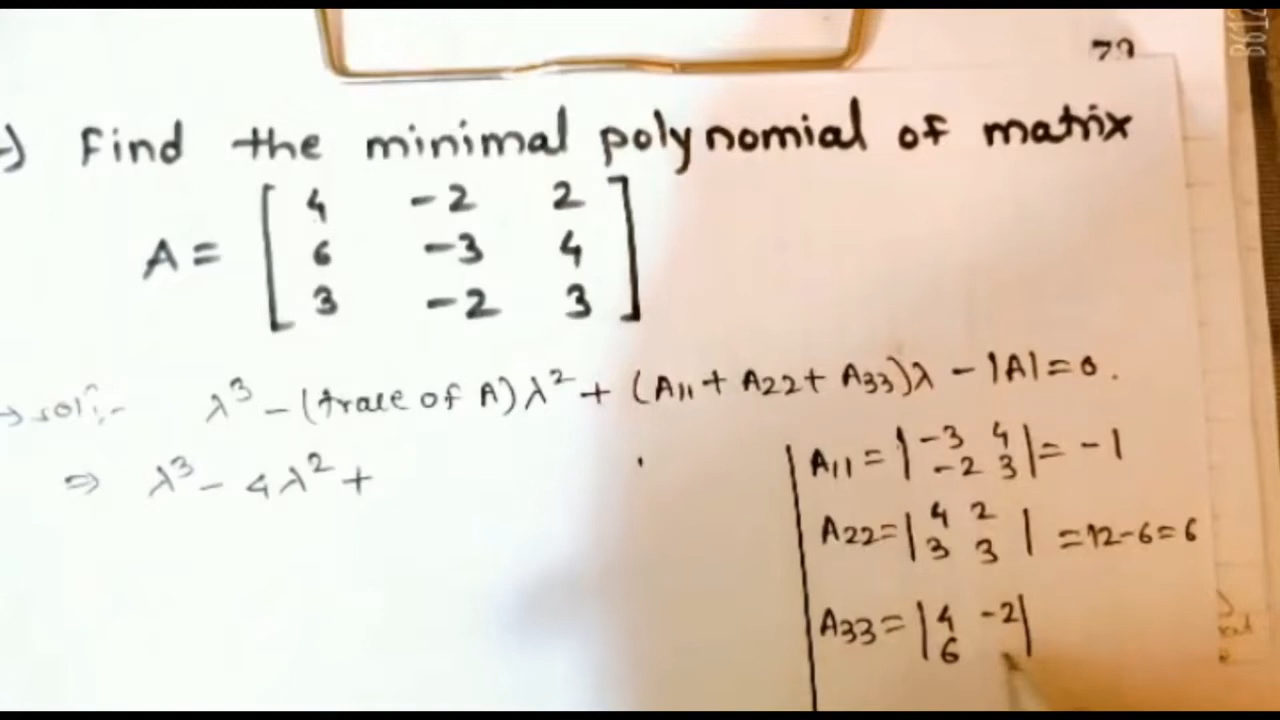 Find the minimal polynomial of matrix
A = [ 4 -2 2
6 -3 4
3 -2 3 ]
→ sol:- λ³ - (trace of A)λ² + (A11 + A22 + A33)λ - |A| = 0.
⇒ λ³ - 4λ² +
A11 = | -3 4
-2 3 | = -1
A22 = | 4 2
3 3 | = 12-6 = 6
A33 = | 4 -2 |
6